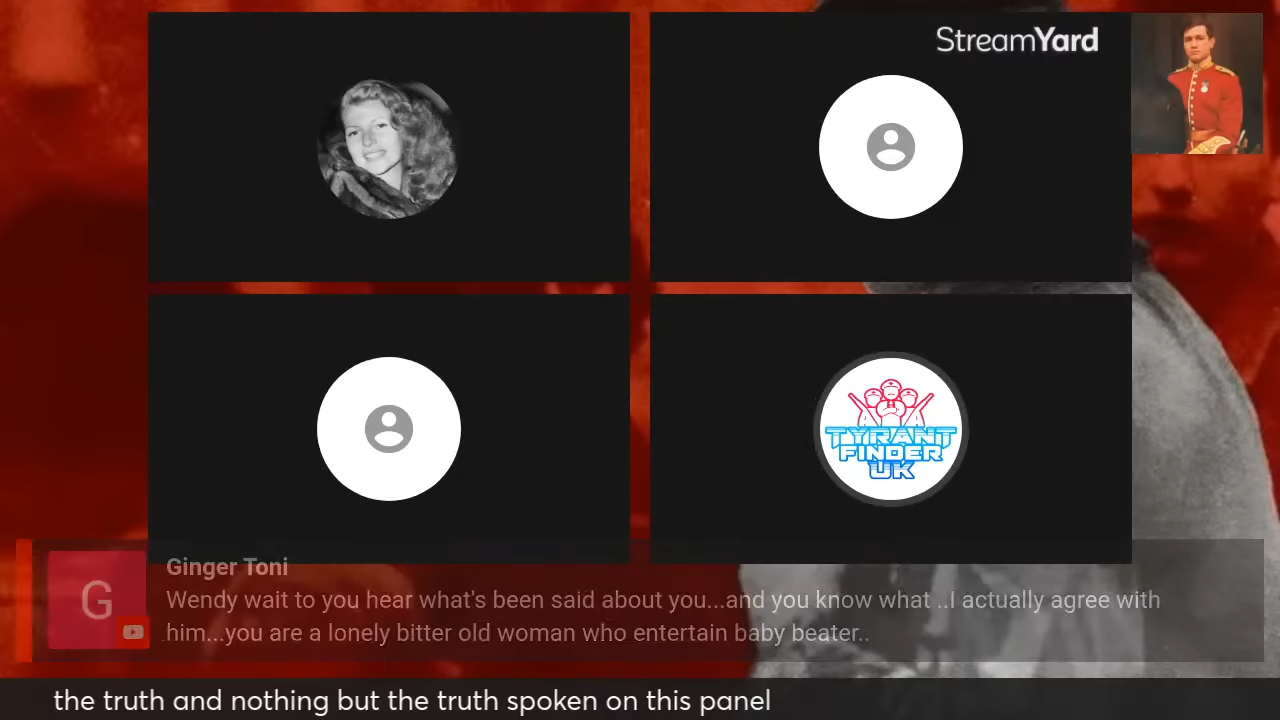 StreamYard
TYRANT
FINDER
UK
G
Ginger Toni
Wendy wait to you hear what's been said about you...and you know what ..I actually agree with
him...you are a lonely bitter old woman who entertain baby beater..
the truth and nothing but the truth spoken on this panel